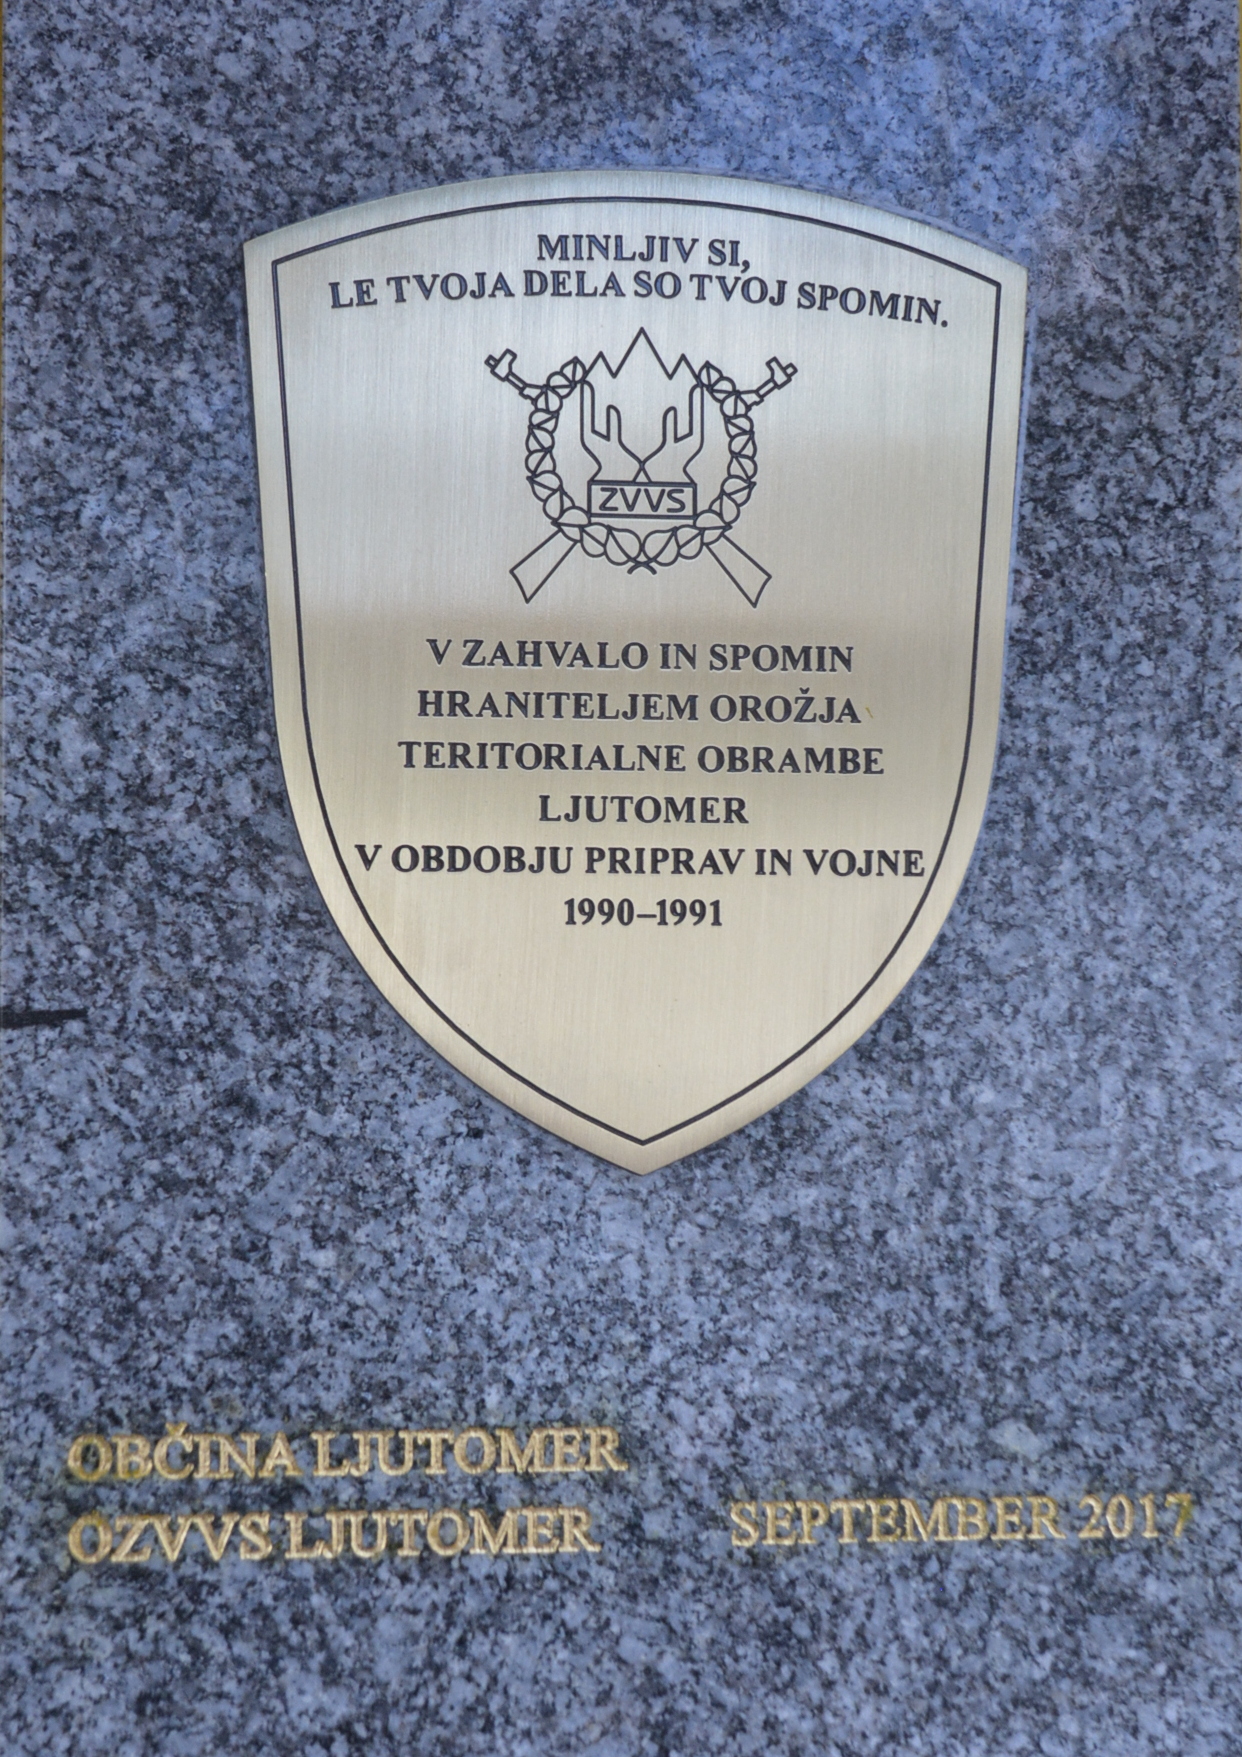 MINLJIV SI,
LE TVOJA DELA SO TVOJ SPOMIN.
ZVVS
V ZAHVALO IN SPOMIN
HRANITELJEM OROŽJA
TERITORIALNE OBRAMBE
LJUTOMER
V OBDOBJU PRIPRAV IN VOJNE
1990–1991
OBČINA LJUTOMER
OZVVS LJUTOMER
SEPTEMBER 2017